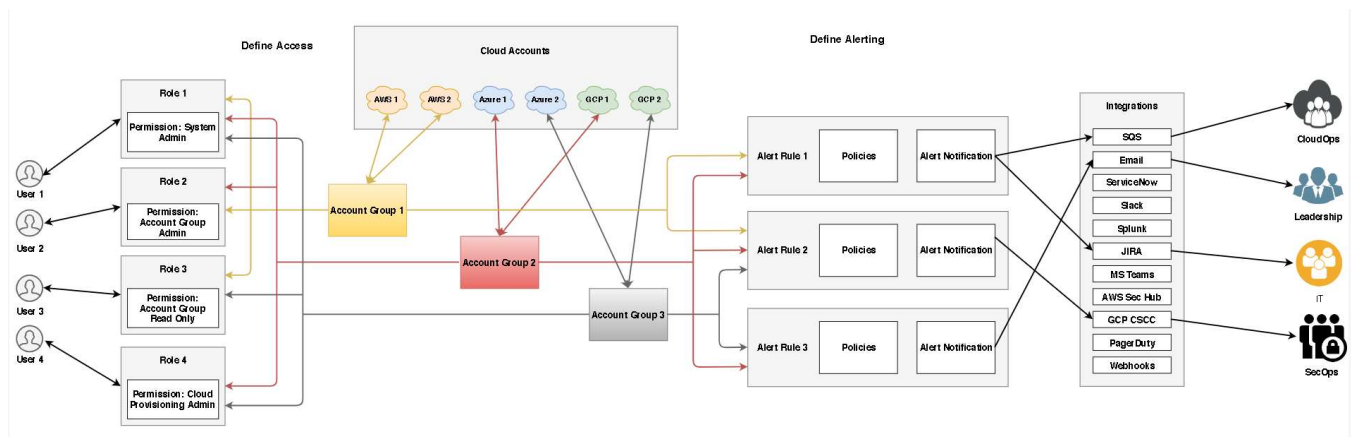 Define Access
Define Alerting
Cloud Accounts
AWS 1
AWS 2
Azure 1
Azure 2
GCP 1
GCP 2
Role 1
Permission: System
Admin
Role 2
Permission:
Account Group
Admin
Role 3
Permission:
Account Group
Read Only
Role 4
Permission: Cloud
Provisioning Admin
User 1
User 2
User 3
User 4
Account Group 1
Account Group 2
Account Group 3
Alert Rule 1
Policies
Alert Notification
Alert Rule 2
Policies
Alert Notification
Alert Rule 3
Policies
Alert Notification
Integrations
SQS
Email
ServiceNow
Slack
Splunk
JIRA
MS Teams
AWS Sec Hub
GCP CSCC
PagerDuty
Webhooks
CloudOps
Leadership
IT
SecOps